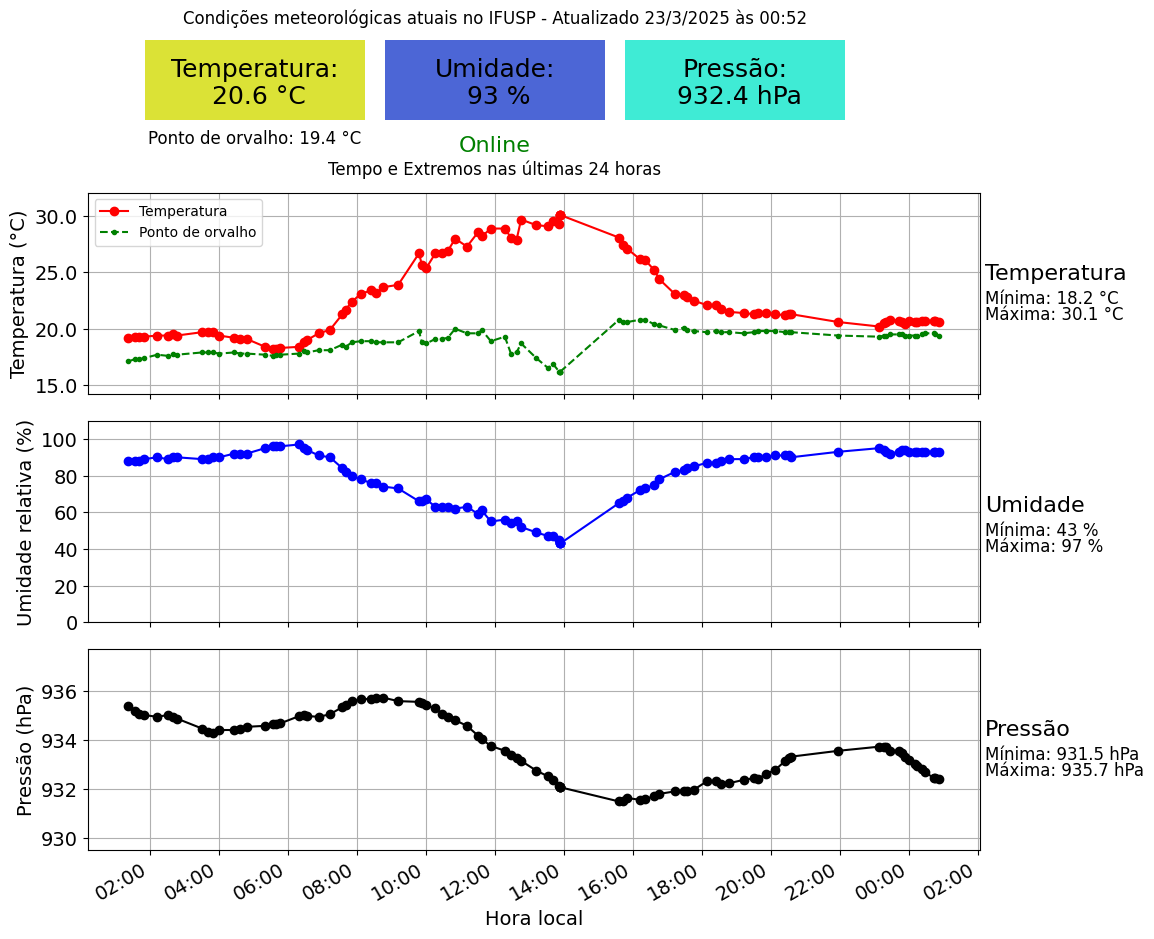 Condições meteorológicas atuais no IFUSP - Atualizado 23/3/2025 às 00:52
Temperatura:
20.6 °C
Umidade:
93 %
Pressão:
932.4 hPa
Ponto de orvalho: 19.4 °C
Online
Tempo e Extremos nas últimas 24 horas
Temperatura (°C)
30.0
25.0
20.0
15.0
Temperatura
Ponto de orvalho
Temperatura
Mínima: 18.2 °C
Máxima: 30.1 °C
Umidade relativa (%)
100
80
60
40
20
0
Umidade
Mínima: 43 %
Máxima: 97 %
Pressão (hPa)
936
934
932
930
Pressão
Mínima: 931.5 hPa
Máxima: 935.7 hPa
02:00 04:00 06:00 08:00 10:00 12:00 14:00 16:00 18:00 20:00 22:00 00:00 02:00
Hora local